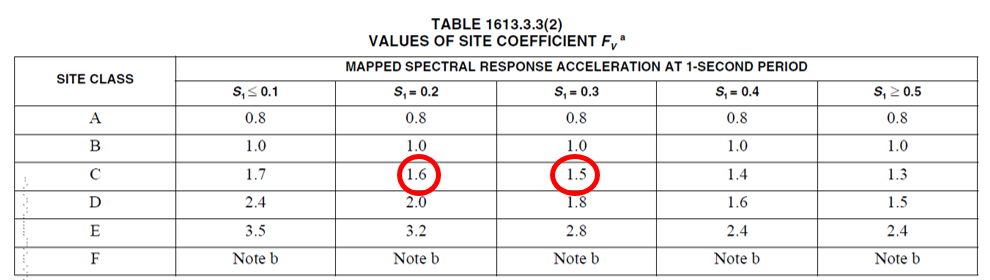 TABLE 1613.3.3(2)
VALUES OF SITE COEFFICIENT Fv a
SITE CLASS MAPPED SPECTRAL RESPONSE ACCELERATION AT 1-SECOND PERIOD
S1 ≤ 0.1 S1 = 0.2 S1 = 0.3 S1 = 0.4 S1 ≥ 0.5
A 0.8 0.8 0.8 0.8 0.8
B 1.0 1.0 1.0 1.0 1.0
C 1.7 1.6 1.5 1.4 1.3
D 2.4 2.0 1.8 1.6 1.5
E 3.5 3.2 2.8 2.4 2.4
F Note b Note b Note b Note b Note b